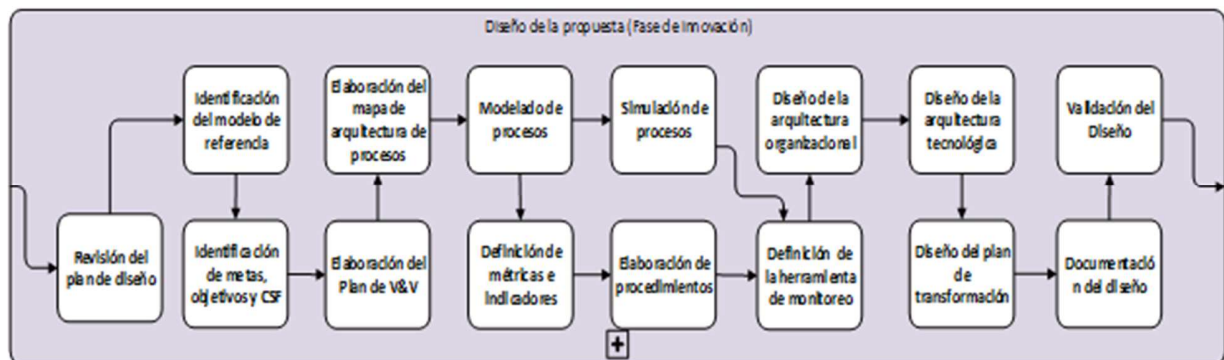 Diseño de la propuesta (Fase de innovación)
Revisión del
plan de diseño
Identificación
del modelo de
referencia
Identificación
de metas,
objetivos y CSF
Elaboración del
mapa de
arquitectura de
procesos
Elaboración del
Plan de V&V
Modelado de
procesos
Definición de
métricas e
indicadores
Simulación de
procesos
Elaboración de
procedimientos
Diseño de la
arquitectura
organizacional
Definición de
la herramienta
de monitoreo
Diseño de la
arquitectura
tecnológica
Diseño del plan
de
transformación
Validación del
Diseño
Documentació
n del diseño